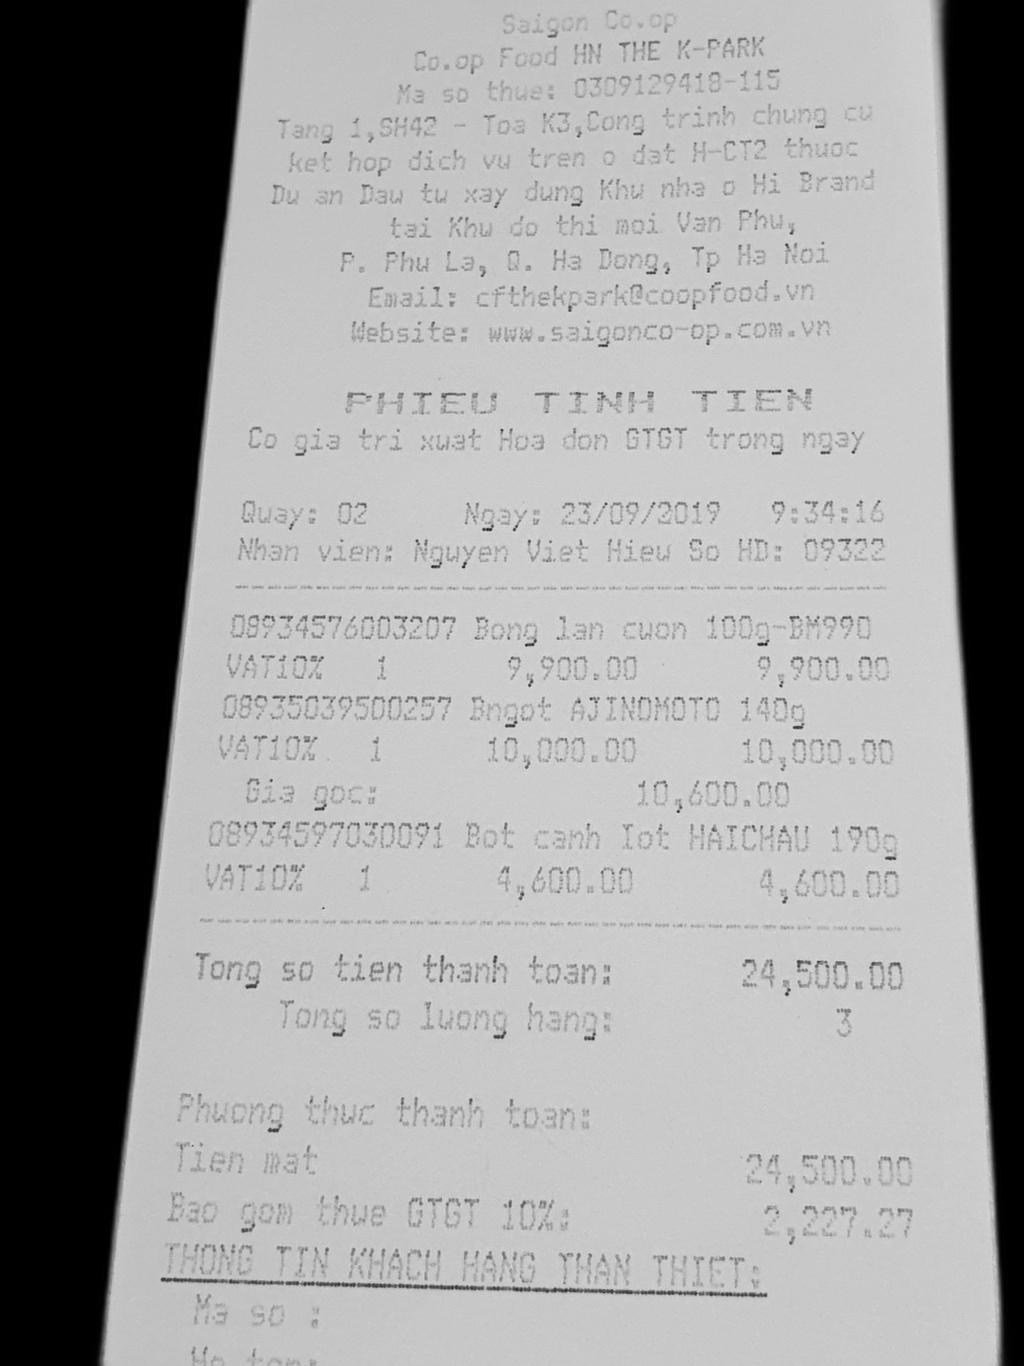 Saigon Co.op
Co.op Food HN THE K-PARK
Ma so thue: 0309129418-115
Tang 1,SH42 - Toa K3,Cong trinh chung cu
ket hop dich vu tren o dat H-CT2 thuoc
Du an Dau tu xay dung Khu nha o Hi Brand
tai Khu do thi moi Van Phu,
P. Phu La, Q. Ha Dong, Tp Ha Noi
Email: cfthekpark@coopfood.vn
Website: www.saigonco-op.com.vn
PHIEU TINH TIEN
Co gia tri xuat Hoa don GTGT trong ngay
Quay: 02 Ngay: 23/09/2019 9:34:16
Nhan vien: Nguyen Viet Hieu So HD: 09322
08934576003207 Bong lan cuon 100g-BM990
VAT10% 1 9,900.00 9,900.00
08935039500257 Bngot AJINOMOTO 140g
VAT10% 1 10,000.00 10,000.00
Gia goc: 10,600.00
08934597030091 Bot canh Iot HAICHAU 190g
VAT10% 1 4,600.00 4,600.00
Tong so tien thanh toan: 24,500.00
Tong so luong hang: 3
Phuong thuc thanh toan:
Tien mat 24,500.00
Bao gom thue GTGT 10%: 2,227.27
THONG TIN KHACH HANG THAN THIET:
Ma so :
Ho ten: